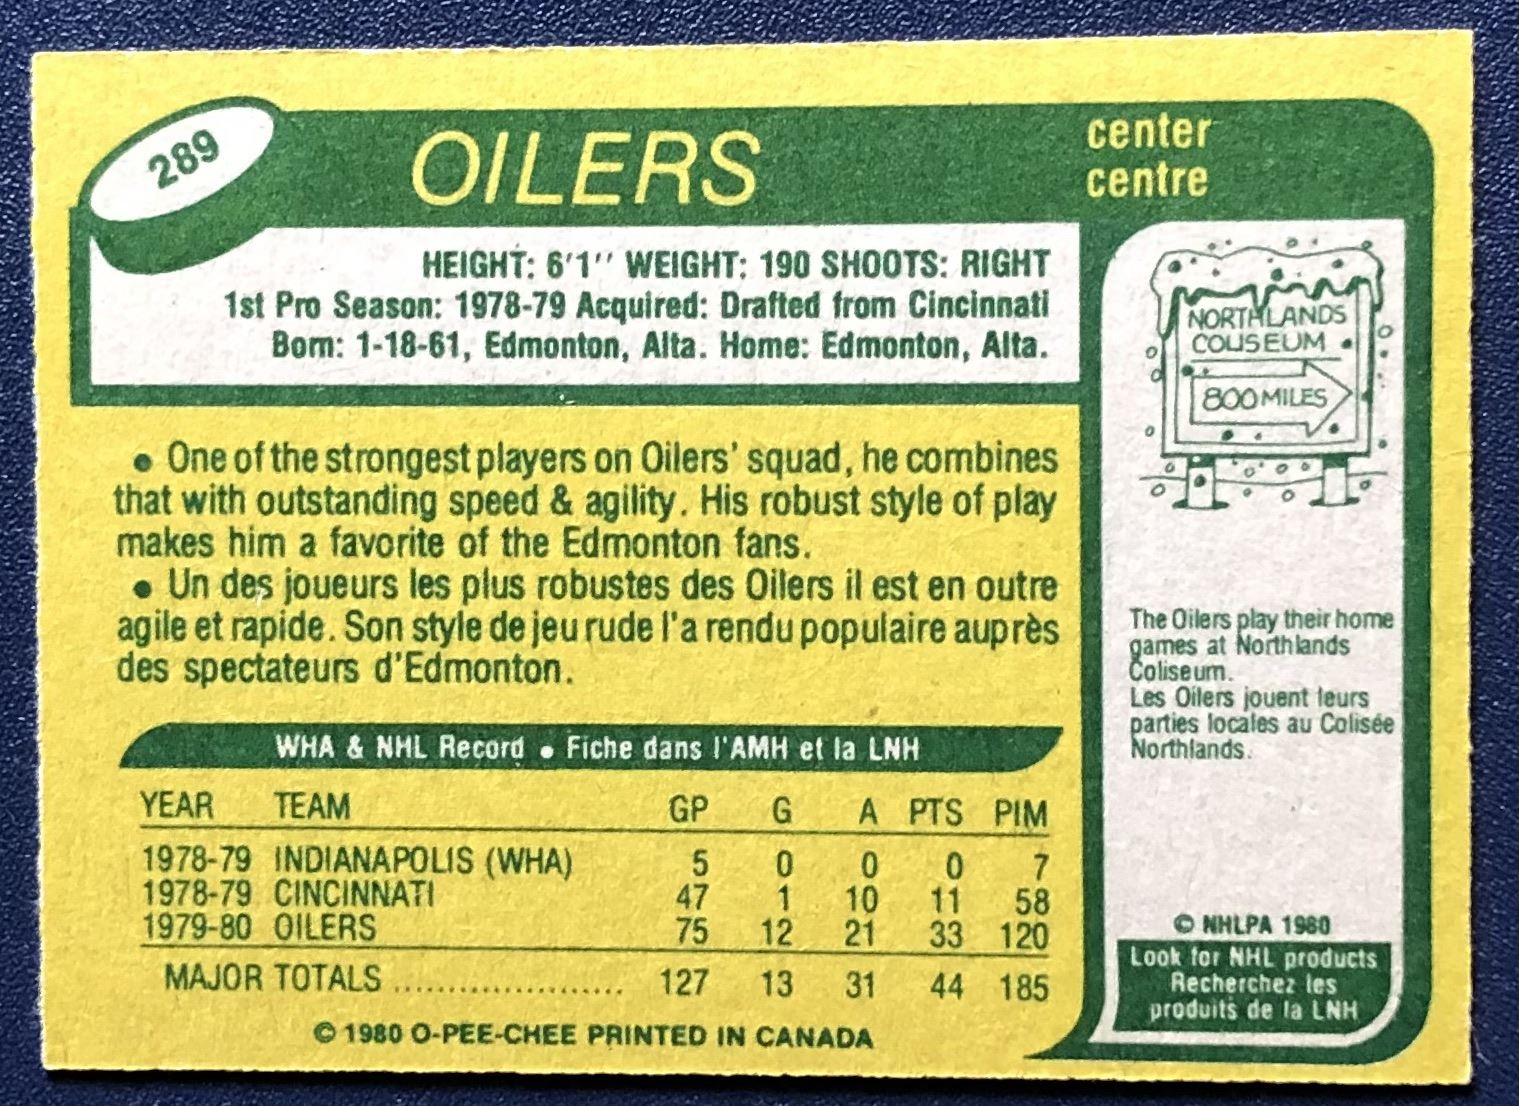 289
OILERS
center
centre
HEIGHT: 6'1" WEIGHT: 190 SHOOTS: RIGHT
1st Pro Season: 1978-79 Acquired: Drafted from Cincinnati
Born: 1-18-61, Edmonton, Alta. Home: Edmonton, Alta.
• One of the strongest players on Oilers' squad, he combines
that with outstanding speed & agility. His robust style of play
makes him a favorite of the Edmonton fans.
• Un des joueurs les plus robustes des Oilers il est en outre
agile et rapide. Son style de jeu rude l'a rendu populaire auprès
des spectateurs d'Edmonton.
WHA & NHL Record • Fiche dans l'AMH et la LNH
YEAR TEAM GP G A PTS PIM
1978-79 INDIANAPOLIS (WHA) 5 0 0 0 7
1978-79 CINCINNATI 47 1 10 11 58
1979-80 OILERS 75 12 21 33 120
MAJOR TOTALS ..................... 127 13 31 44 185
© 1980 O-PEE-CHEE PRINTED IN CANADA
NORTHLANDS
COLISEUM
800 MILES
The Oilers play their home
games at Northlands
Coliseum.
Les Oilers jouent leurs
parties locales au Colisée
Northlands.
© NHLPA 1980
Look for NHL products
Recherchez les
produits de la LNH